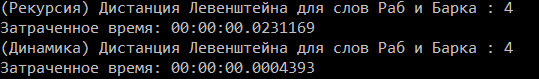 (Рекурсия) Дистанция Левенштейна для слов Раб и Барка : 4
Затраченное время: 00:00:00.0231169
(Динамика) Дистанция Левенштейна для слов Раб и Барка : 4
Затраченное время: 00:00:00.0004393